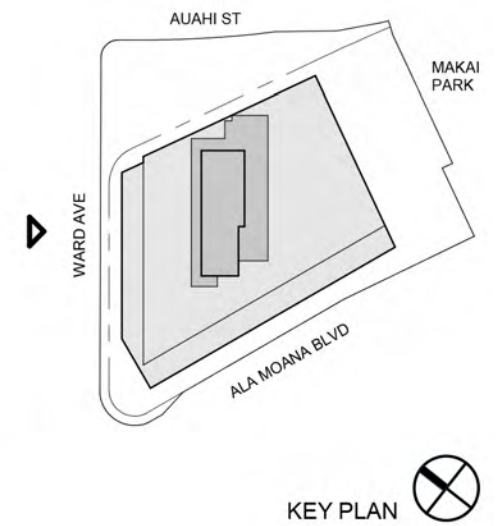 AUAHI ST
MAKAI
PARK
WARD AVE
ALA MOANA BLVD
KEY PLAN